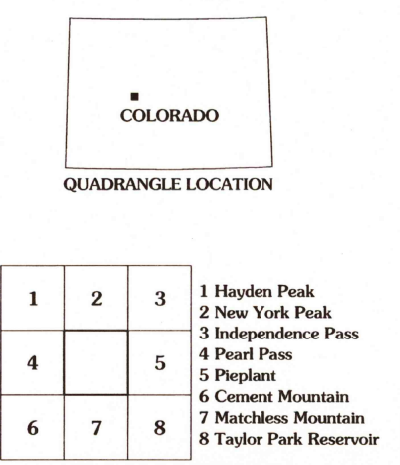 COLORADO
QUADRANGLE LOCATION
1 2 3
4 5
6 7 8
1 Hayden Peak
2 New York Peak
3 Independence Pass
4 Pearl Pass
5 Pieplant
6 Cement Mountain
7 Matchless Mountain
8 Taylor Park Reservoir